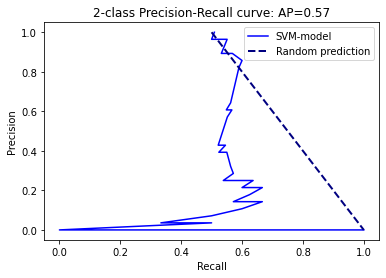 2-class Precision-Recall curve: AP=0.57
SVM-model
Random prediction
Precision
1.0
0.8
0.6
0.4
0.2
0.0
0.0 0.2 0.4 0.6 0.8 1.0
Recall